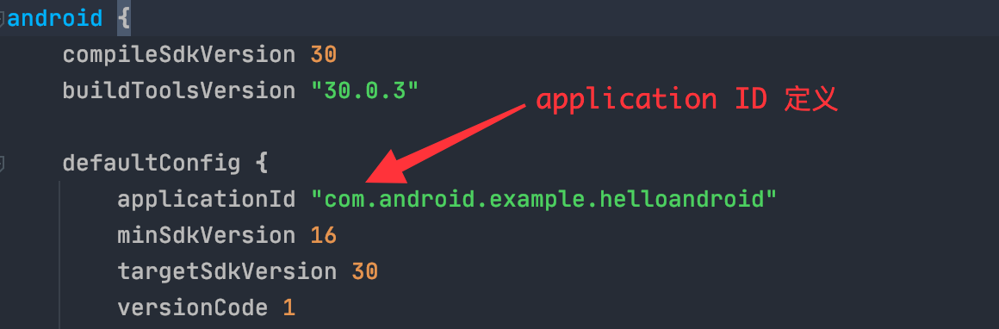 android {
compileSdkVersion 30
buildToolsVersion "30.0.3"
application ID 定义
defaultConfig {
applicationId "com.android.example.helloandroid"
minSdkVersion 16
targetSdkVersion 30
versionCode 1